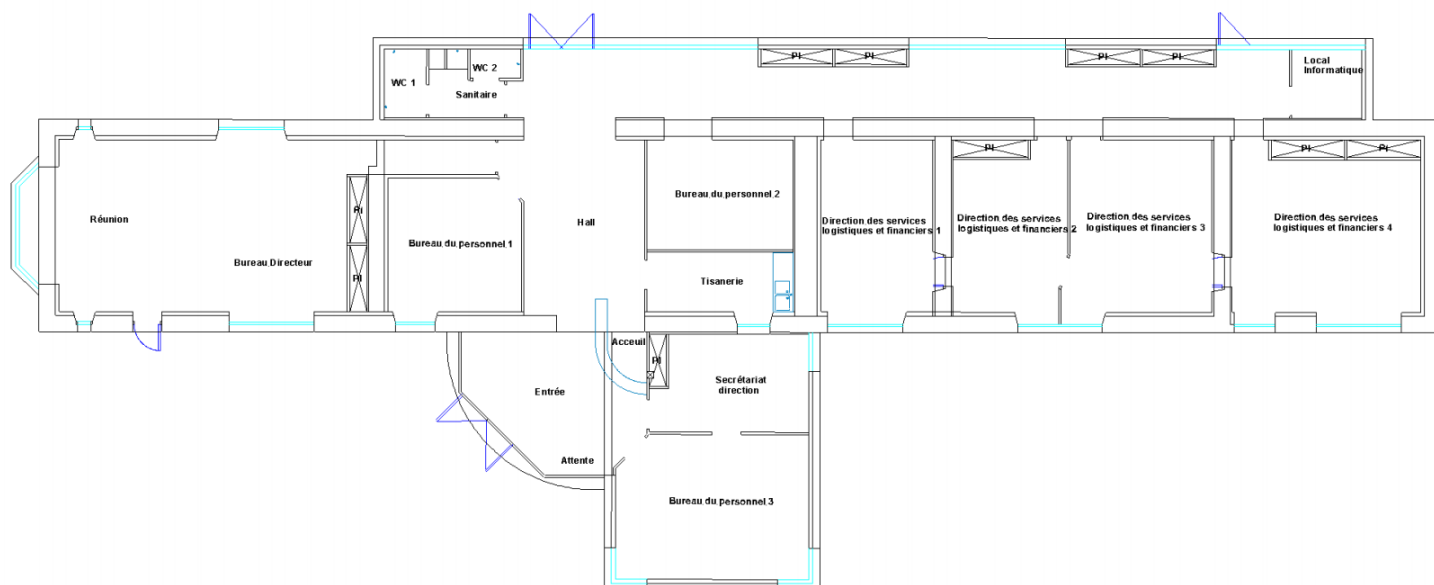 Pl
Pl
Pl
Pl
WC 1
WC 2
Sanitaire
Local
Informatique
Pl
Pl
Pl
Réunion
Bureau Directeur
Pl
Pl
Bureau du personnel 1
Hall
Bureau du personnel 2
Tisanerie
Direction des services
logistiques et financiers 1
Direction des services
logistiques et financiers 2
Direction des services
logistiques et financiers 3
Direction des services
logistiques et financiers 4
Acceuil
Pl
Secrétariat
direction
Entrée
Attente
Bureau du personnel 3